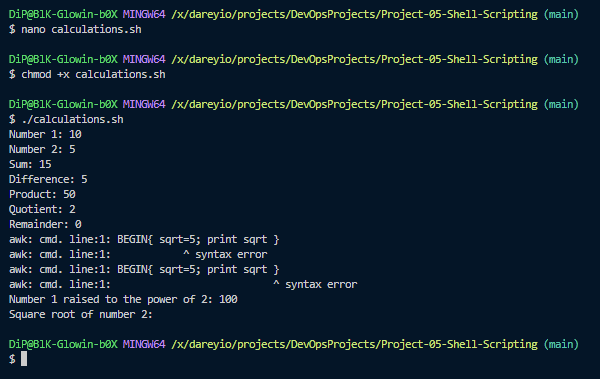 DiP@BlK-Glowin-b0X MINGW64 /x/dareyio/projects/DevOpsProjects/Project-05-Shell-Scripting (main)
$ nano calculations.sh
DiP@BlK-Glowin-b0X MINGW64 /x/dareyio/projects/DevOpsProjects/Project-05-Shell-Scripting (main)
$ chmod +x calculations.sh
DiP@BlK-Glowin-b0X MINGW64 /x/dareyio/projects/DevOpsProjects/Project-05-Shell-Scripting (main)
$ ./calculations.sh
Number 1: 10
Number 2: 5
Sum: 15
Difference: 5
Product: 50
Quotient: 2
Remainder: 0
awk: cmd. line:1: BEGIN{ sqrt=5; print sqrt }
awk: cmd. line:1:             ^ syntax error
awk: cmd. line:1: BEGIN{ sqrt=5; print sqrt }
awk: cmd. line:1:                             ^ syntax error
Number 1 raised to the power of 2: 100
Square root of number 2:
DiP@BlK-Glowin-b0X MINGW64 /x/dareyio/projects/DevOpsProjects/Project-05-Shell-Scripting (main)
$